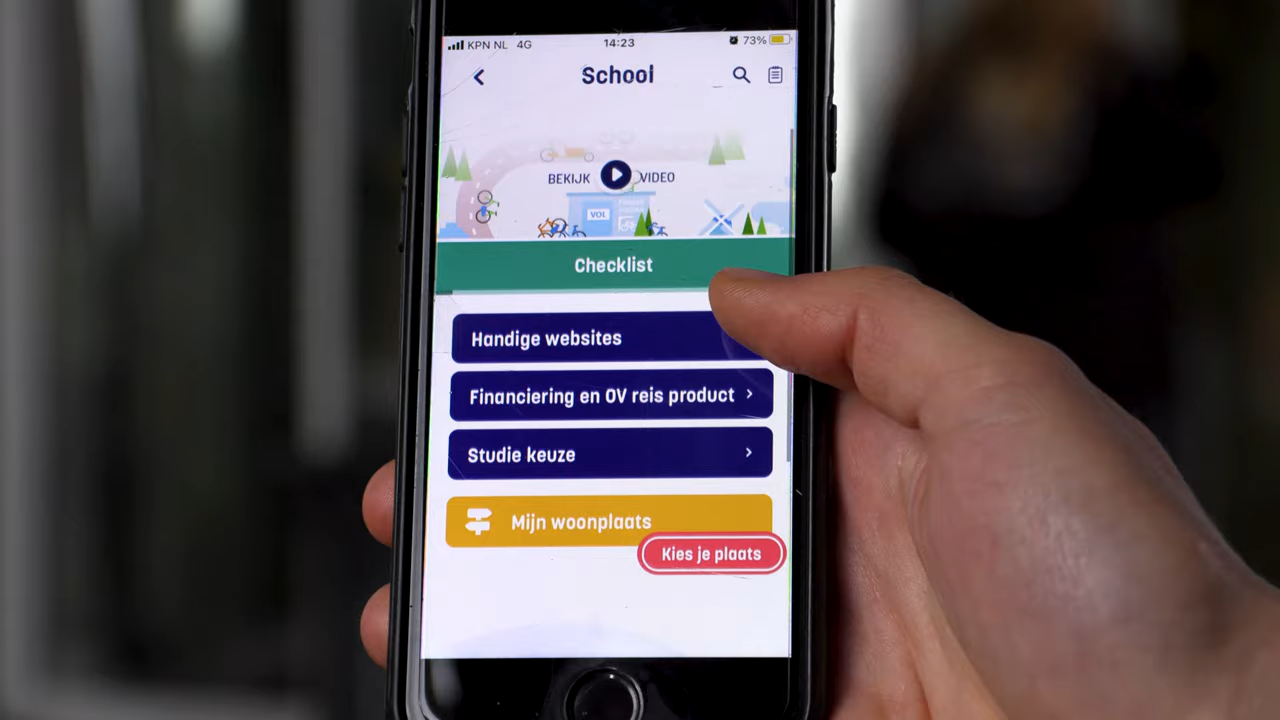 KPN NL 4G 14:23 73%
School
BEKIJK VIDEO
VOL
Checklist
Handige websites
Financiering en OV reis product
Studie keuze
Mijn woonplaats
Kies je plaats